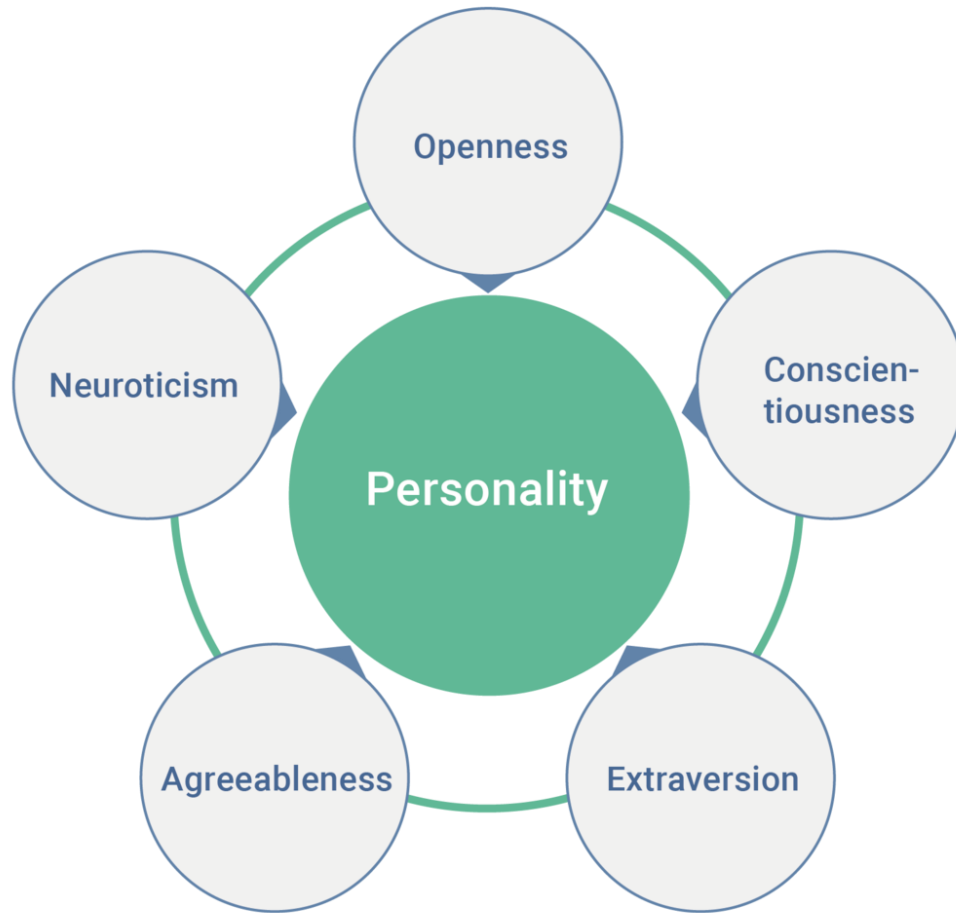 Openness
Conscien-
tiousness
Extraversion
Agreeableness
Neuroticism
Personality